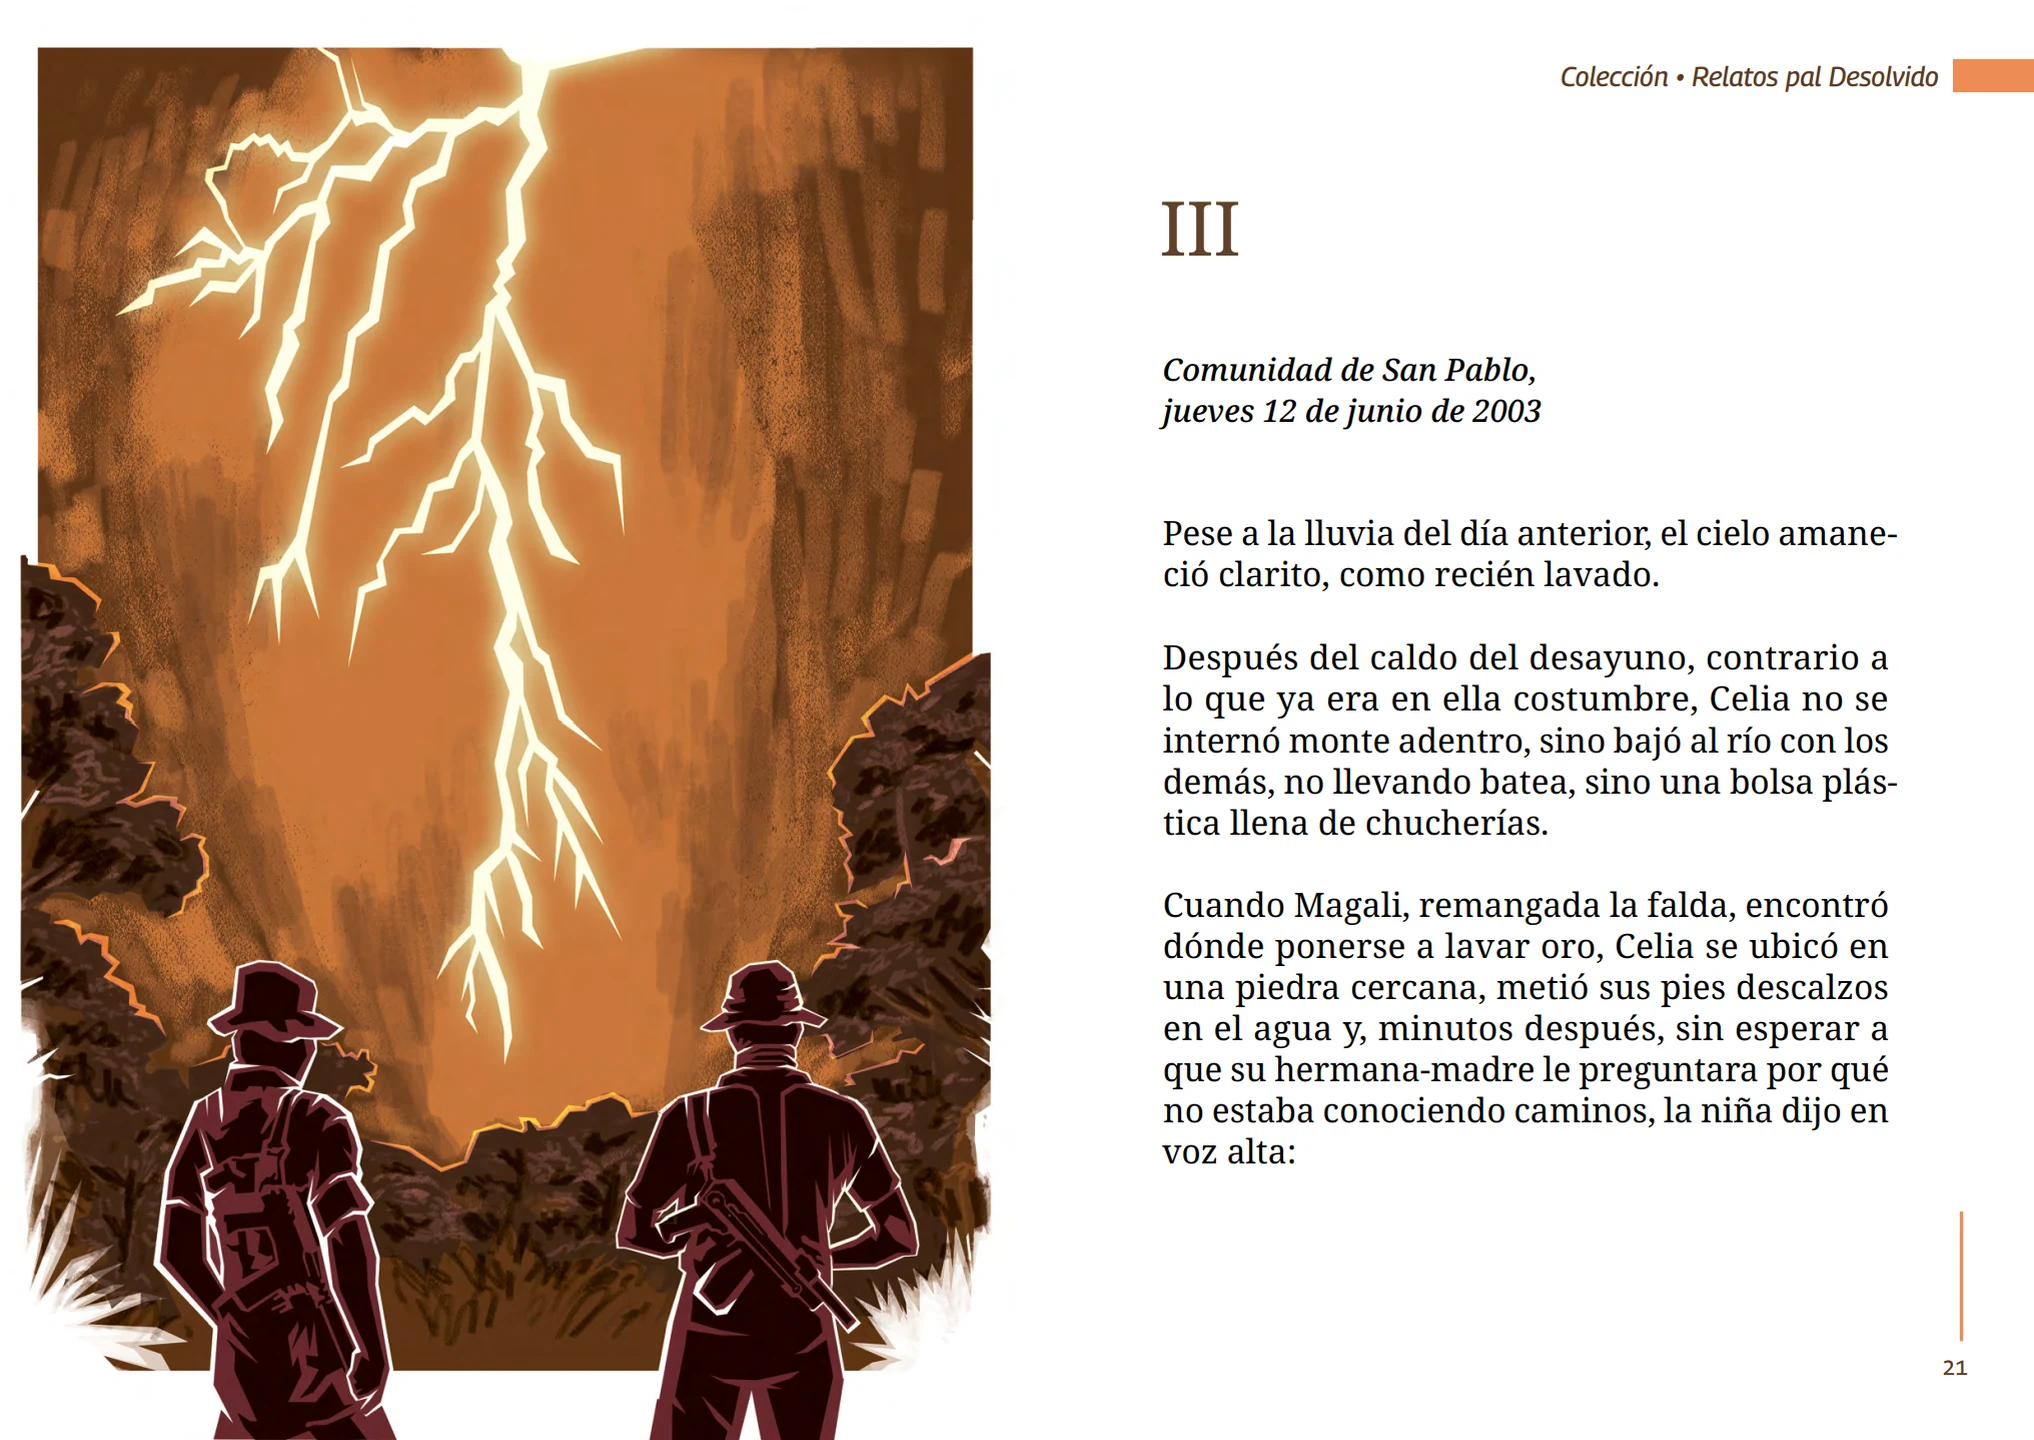 Colección • Relatos pal Desolvido
III
Comunidad de San Pablo,
jueves 12 de junio de 2003
Pese a la lluvia del día anterior, el cielo amane-
ció clarito, como recién lavado.
Después del caldo del desayuno, contrario a
lo que ya era en ella costumbre, Celia no se
internó monte adentro, sino bajó al río con los
demás, no llevando batea, sino una bolsa plás-
tica llena de chucherías.
Cuando Magali, remangada la falda, encontró
dónde ponerse a lavar oro, Celia se ubicó en
una piedra cercana, metió sus pies descalzos
en el agua y, minutos después, sin esperar a
que su hermana-madre le preguntara por qué
no estaba conociendo caminos, la niña dijo en
voz alta:
21